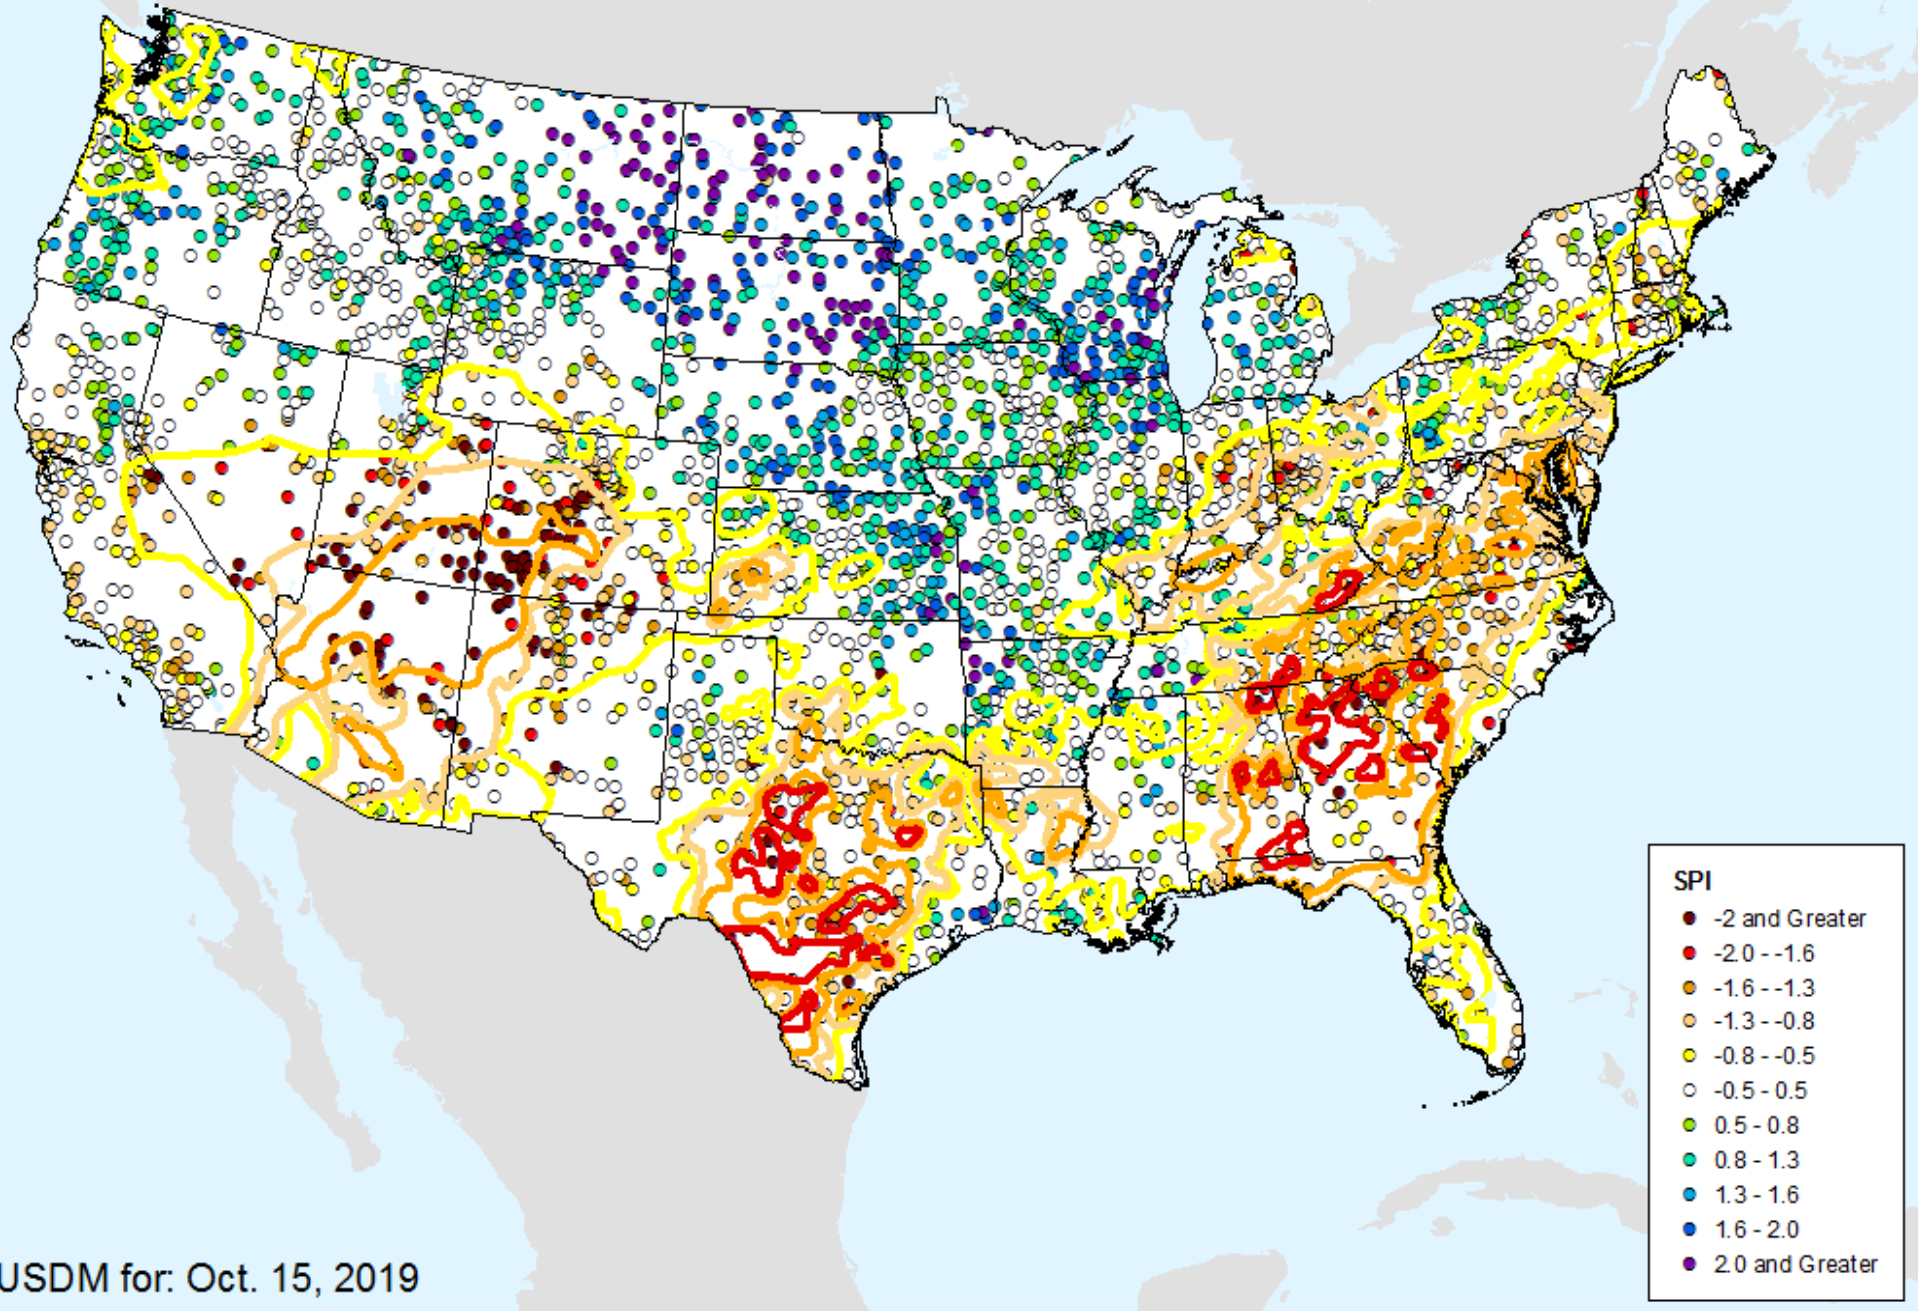 SPI
-2 and Greater
-2.0 - -1.6
-1.6 - -1.3
-1.3 - -0.8
-0.8 - -0.5
-0.5 - 0.5
0.5 - 0.8
0.8 - 1.3
1.3 - 1.6
1.6 - 2.0
2.0 and Greater
USDM for: Oct. 15, 2019